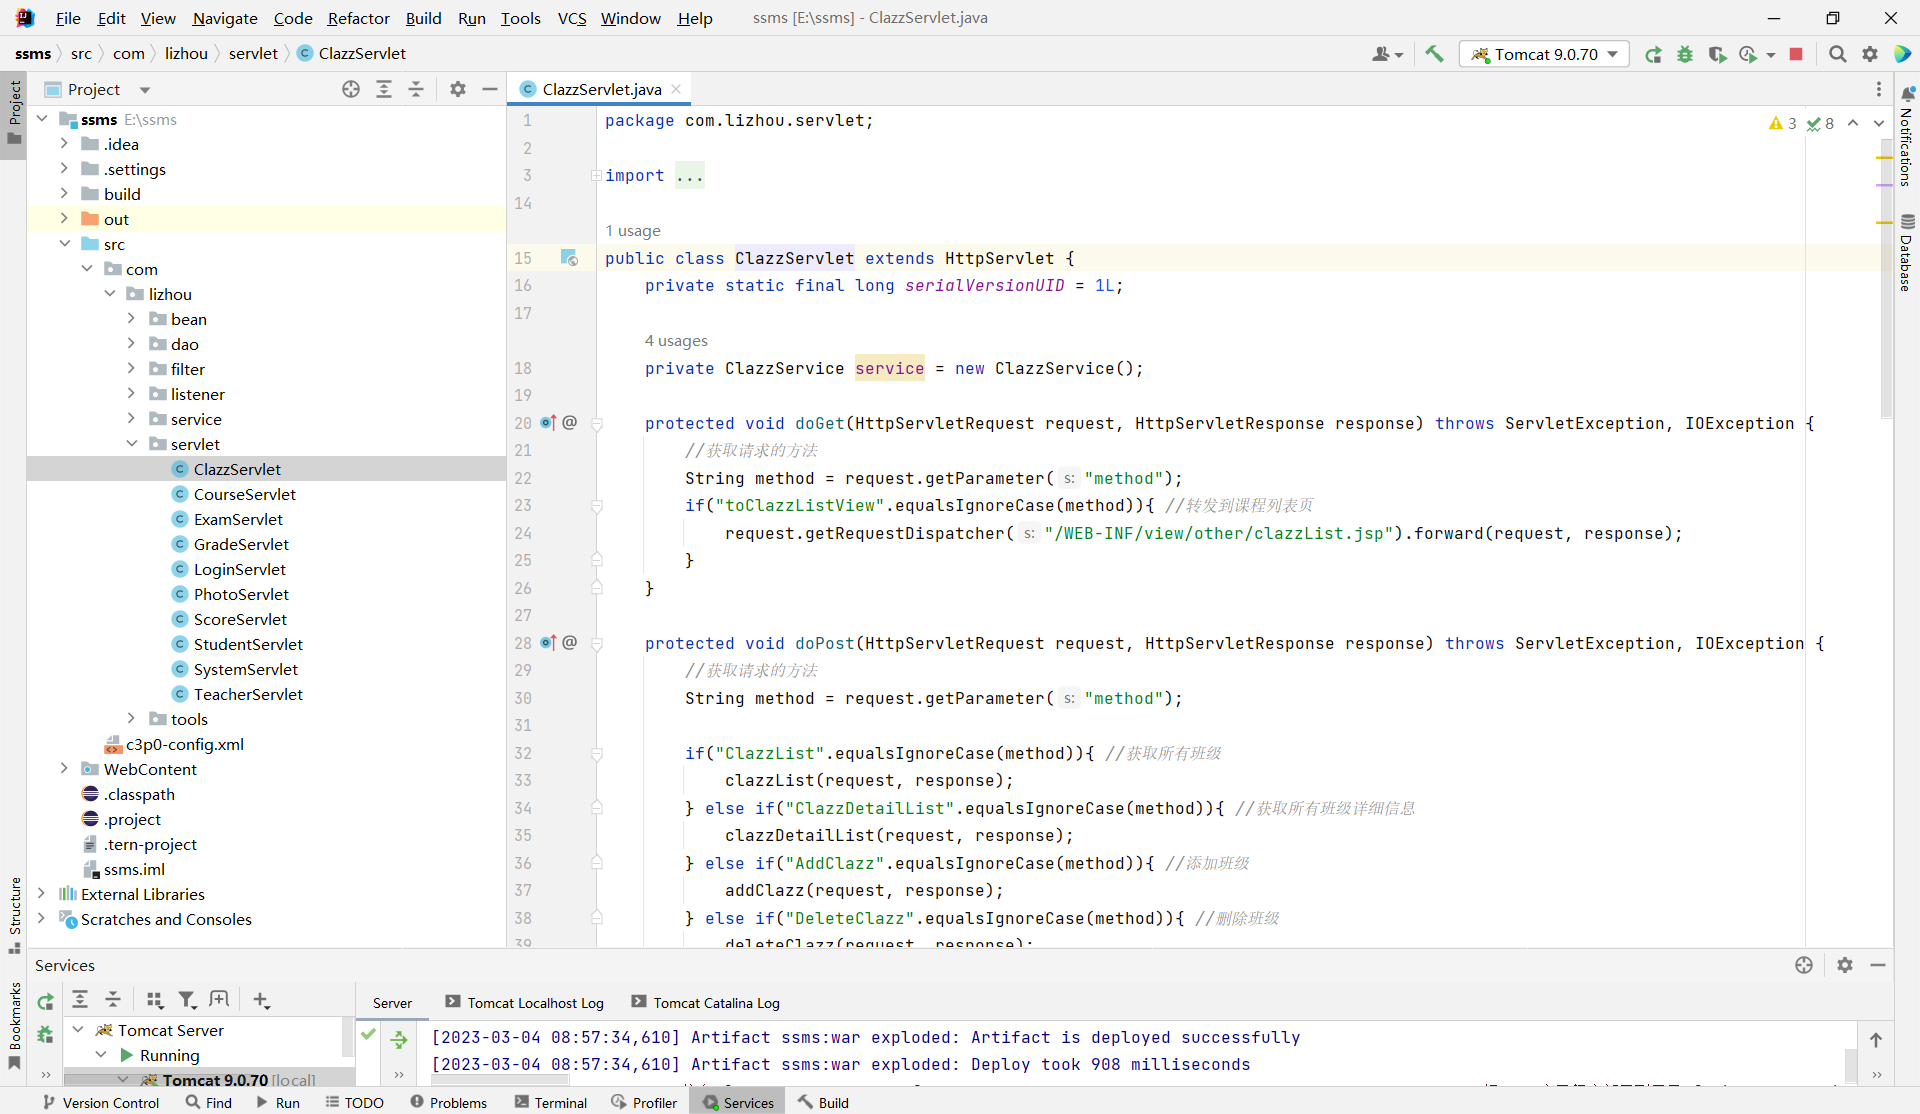 File Edit View Navigate Code Refactor Build Run Tools VCS Window Help ssms [E:\ssms] - ClazzServlet.java
ssms src com lizhou servlet ClazzServlet Tomcat 9.0.70
Project
ClazzServlet.java
Project
Structure
Bookmarks
Notifications
Database
ssms E:\ssms
.idea
.settings
build
out
src
com
lizhou
bean
dao
filter
listener
service
servlet
ClazzServlet
CourseServlet
ExamServlet
GradeServlet
LoginServlet
PhotoServlet
ScoreServlet
StudentServlet
SystemServlet
TeacherServlet
tools
c3p0-config.xml
WebContent
.classpath
.project
.tern-project
ssms.iml
External Libraries
Scratches and Consoles
3 8
1 package com.lizhou.servlet;
2
3 import ...
14
1 usage
15 public class ClazzServlet extends HttpServlet {
16 private static final long serialVersionUID = 1L;
17
4 usages
18 private ClazzService service = new ClazzService();
19
20 @ protected void doGet(HttpServletRequest request, HttpServletResponse response) throws ServletException, IOException {
21 //获取请求的方法
22 String method = request.getParameter( s: "method");
23 if("toClazzListView".equalsIgnoreCase(method)){ //转发到课程列表页
24 request.getRequestDispatcher( s: "/WEB-INF/view/other/clazzList.jsp").forward(request, response);
25 }
26 }
27
28 @ protected void doPost(HttpServletRequest request, HttpServletResponse response) throws ServletException, IOException {
29 //获取请求的方法
30 String method = request.getParameter( s: "method");
31
32 if("ClazzList".equalsIgnoreCase(method)){ //获取所有班级
33 clazzList(request, response);
34 } else if("ClazzDetailList".equalsIgnoreCase(method)){ //获取所有班级详细信息
35 clazzDetailList(request, response);
36 } else if("AddClazz".equalsIgnoreCase(method)){ //添加班级
37 addClazz(request, response);
38 } else if("DeleteClazz".equalsIgnoreCase(method)){ //删除班级
39 deleteClazz(request, response);
Services
Server Tomcat Localhost Log Tomcat Catalina Log
Tomcat Server
Running
Tomcat 9.0.70 [local]
[2023-03-04 08:57:34,610] Artifact ssms:war exploded: Artifact is deployed successfully
[2023-03-04 08:57:34,610] Artifact ssms:war exploded: Deploy took 908 milliseconds
Version Control Find Run TODO Problems Terminal Profiler Services Build